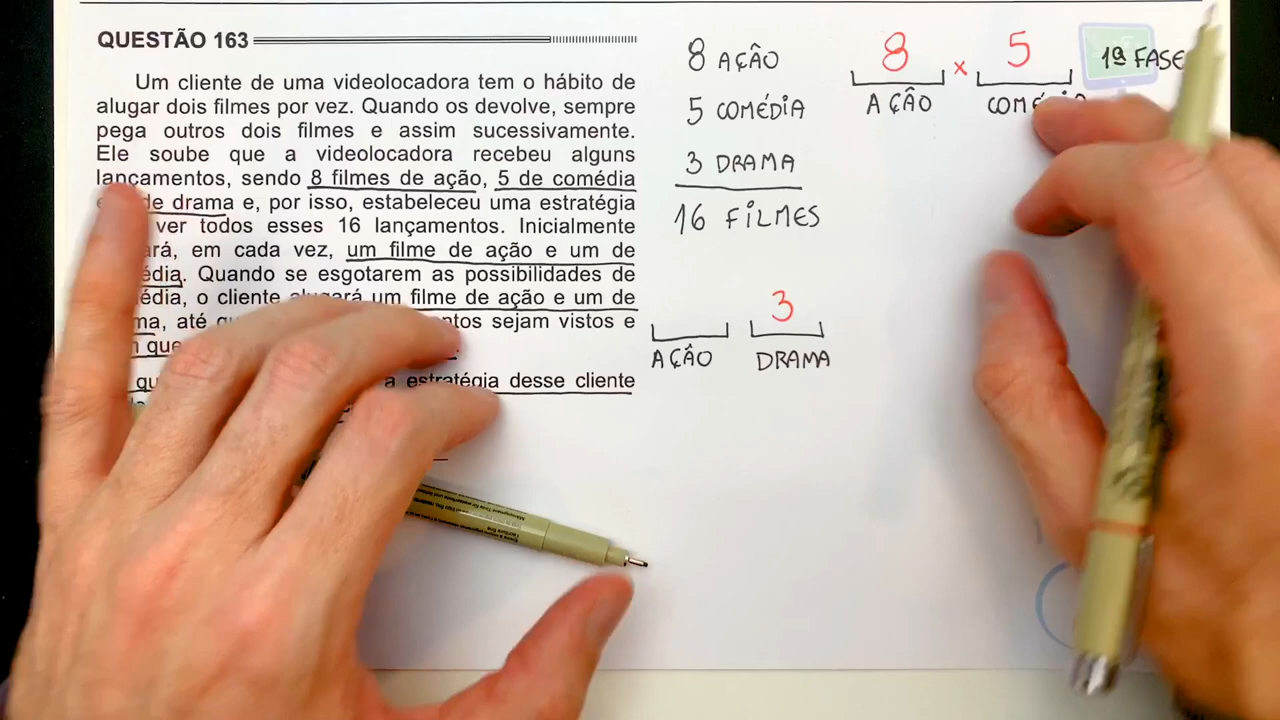 QUESTÃO 163
Um cliente de uma videolocadora tem o hábito de
alugar dois filmes por vez. Quando os devolve, sempre
pega outros dois filmes e assim sucessivamente.
Ele soube que a videolocadora recebeu alguns
lançamentos, sendo 8 filmes de ação, 5 de comédia
de drama e, por isso, estabeleceu uma estratégia
ver todos esses 16 lançamentos. Inicialmente
ará, em cada vez, um filme de ação e um de
édia. Quando se esgotarem as possibilidades de
édia, o cliente alugará um filme de ação e um de
ma, até ntos sejam vistos e
que
a estratégia desse cliente
8 AÇÃO
5 COMÉDIA
3 DRAMA
16 FILMES
8 x 5 1ª FASE
AÇÃO COMÉDIA
3
AÇÃO DRAMA